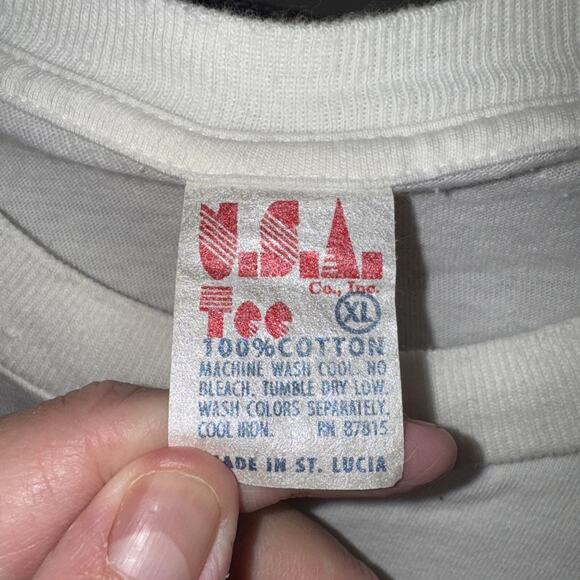 U.S.A.
Co., Inc.
Tee XL
100% COTTON
MACHINE WASH COOL. NO
BLEACH. TUMBLE DRY LOW.
WASH COLORS SEPARATELY.
COOL IRON. RN 87815
MADE IN ST. LUCIA